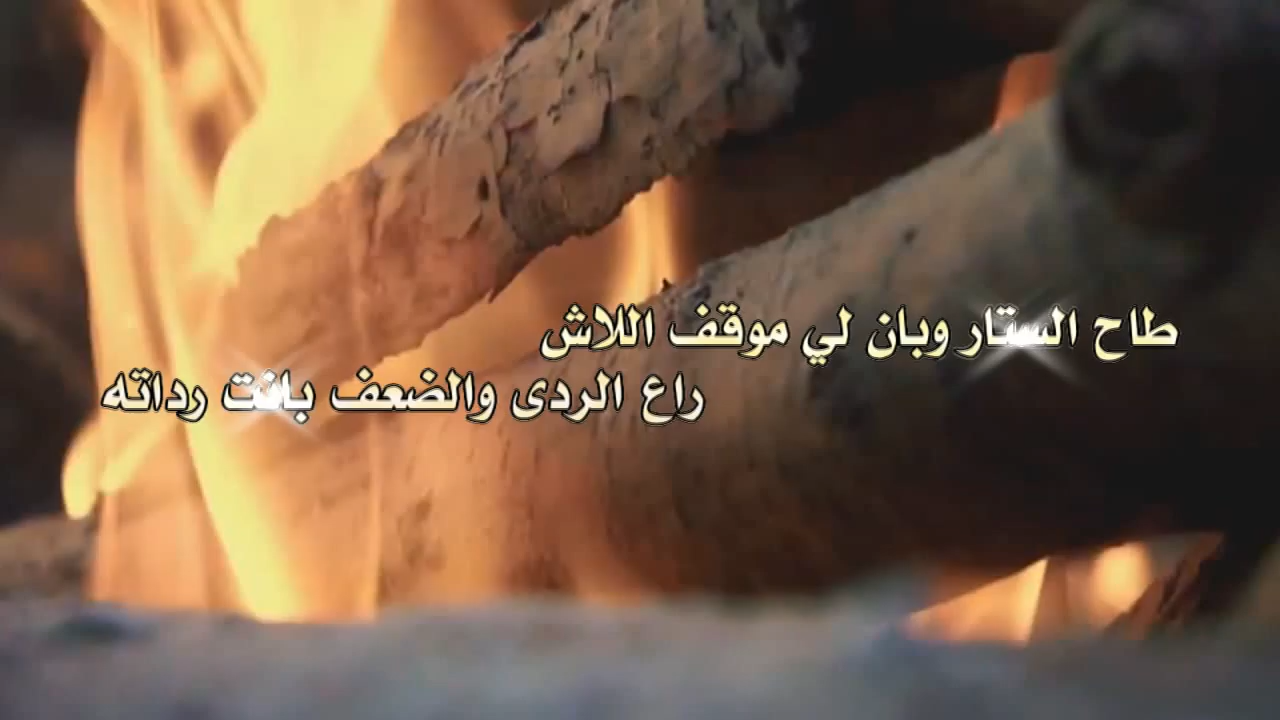 طاح الستار وبان لي موقف اللاش
راع الردى والضعف بانت رداته